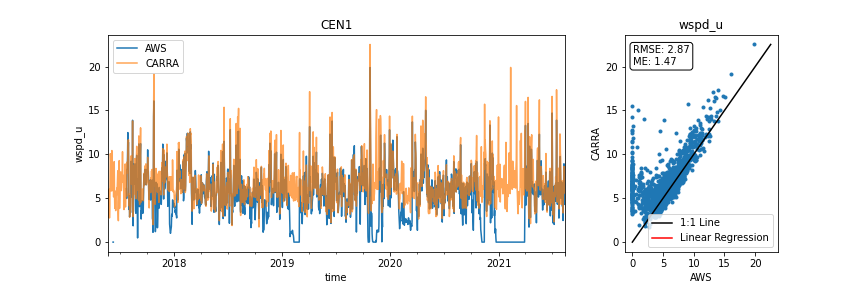 CEN1
wspd_u
AWS
CARRA
RMSE: 2.87
ME: 1.47
wspd_u
20
15
10
5
0
2018
2019
2020
2021
time
CARRA
20
15
10
5
0
1:1 Line
Linear Regression
0
5
10
15
20
AWS